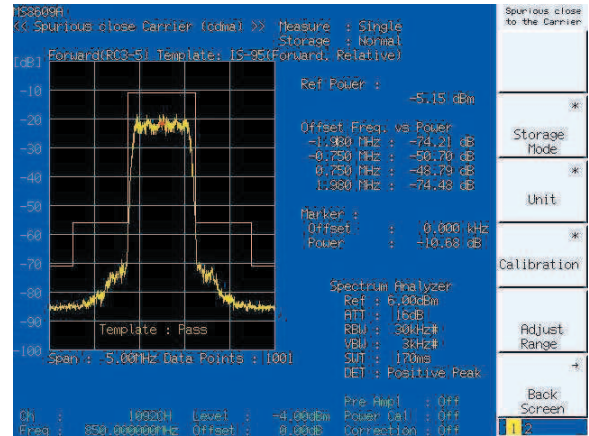 MS8609A
<< Spurious close Carrier (cdma) >> Measure : Single
Storage : Normal
Forward(RC3-5) Template: IS-95(Forward, Relative)
[dB]
-10
-20
-30
-40
-50
-60
-70
-80
-90
-100
Template : Pass
Span : 5.00MHz Data Points : 1001
Ref Power :
-5.15 dBm
Offset Freq. vs Power
-1.980 MHz : -74.21 dB
-0.750 MHz : -50.70 dB
0.750 MHz : -48.79 dB
1.980 MHz : -74.48 dB
Marker :
Offset : 0.000 kHz
Power : -10.68 dB
Spectrum Analyzer
Ref : 6.00dBm
ATT : 16dB
RBW : 30kHz#
VBW : 3kHz#
SWT : 170ms
DET : Positive Peak
Pre Ampl : Off
Ch : 1092CH Level : -4.00dBm Power Cal : Off
Freq : 850.000000MHz Offset : 0.00dB Correction : Off
Spurious close
to the Carrier
*
Storage
Mode
*
Unit
*
Calibration
Adjust
Range
→
Back
Screen
1 2